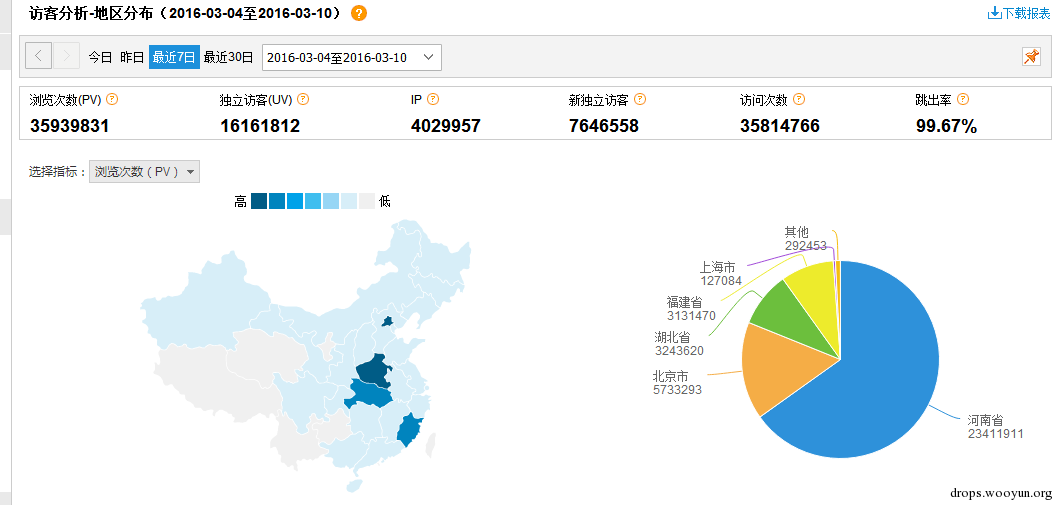 访客分析-地区分布（2016-03-04至2016-03-10） ?
下载报表
今日 昨日 最近7日 最近30日 2016-03-04至2016-03-10
浏览次数(PV) ? 独立访客(UV) ? IP ? 新独立访客 ? 访问次数 ? 跳出率 ?
35939831 16161812 4029957 7646558 35814766 99.67%
选择指标： 浏览次数（PV）
高 低
其他
292453
上海市
127084
福建省
3131470
湖北省
3243620
北京市
5733293
河南省
23411911
drops.wooyun.org